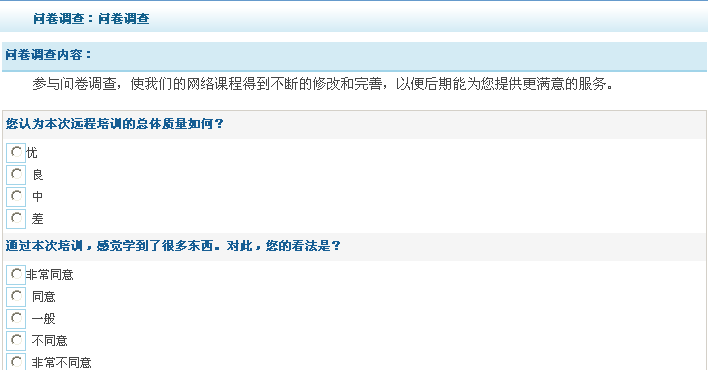 问卷调查：问卷调查
问卷调查内容：
参与问卷调查，使我们的网络课程得到不断的修改和完善，以便后期能为您提供更满意的服务。
您认为本次远程培训的总体质量如何？
忧
良
中
差
通过本次培训，感觉学到了很多东西。对此，您的看法是？
非常同意
同意
一般
不同意
非常不同意